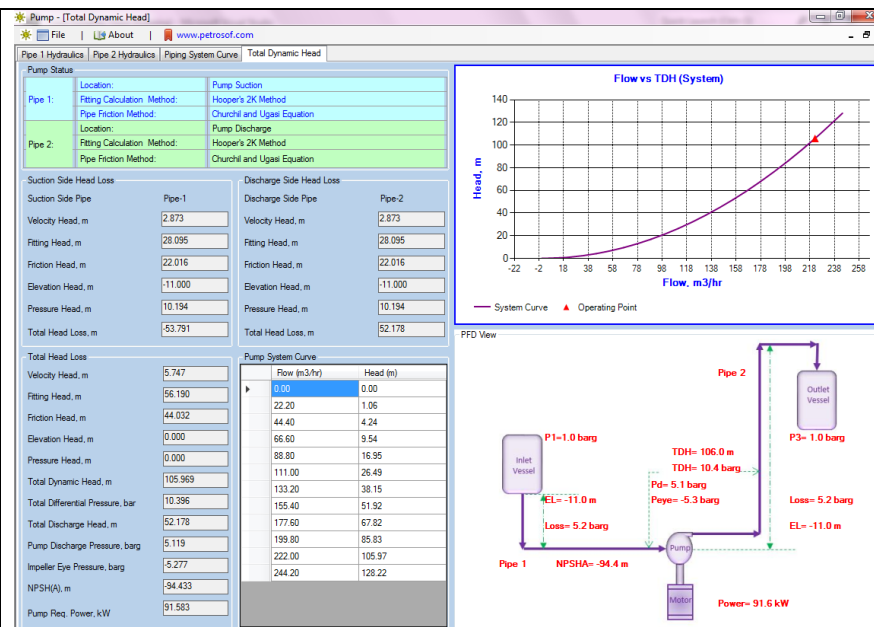 Pump - [Total Dynamic Head]
File | About | www.petrosof.com
Pipe 1 Hydraulics Pipe 2 Hydraulics Piping System Curve Total Dynamic Head
Pump Status
Pipe 1:
Location: Pump Suction
Fitting Calculation Method: Hooper's 2K Method
Pipe Friction Method: Churchil and Ugasi Equation
Pipe 2:
Location: Pump Discharge
Fitting Calculation Method: Hooper's 2K Method
Pipe Friction Method: Churchil and Ugasi Equation
Suction Side Head Loss
Suction Side Pipe Pipe-1
Velocity Head, m 2.873
Fitting Head, m 28.095
Friction Head, m 22.016
Elevation Head, m -11.000
Pressure Head, m 10.194
Total Head Loss, m -53.791
Discharge Side Head Loss
Discharge Side Pipe Pipe-2
Velocity Head, m 2.873
Fitting Head, m 28.095
Friction Head, m 22.016
Elevation Head, m -11.000
Pressure Head, m 10.194
Total Head Loss, m 52.178
Total Head Loss
Velocity Head, m 5.747
Fitting Head, m 56.190
Friction Head, m 44.032
Elevation Head, m 0.000
Pressure Head, m 0.000
Total Dynamic Head, m 105.969
Total Differential Pressure, bar 10.396
Total Discharge Head, m 52.178
Pump Discharge Pressure, barg 5.119
Impeller Eye Pressure, barg -5.277
NPSH(A), m -94.433
Pump Req. Power, kW 91.583
Pump System Curve
Flow (m3/hr) Head (m)
0.00 0.00
22.20 1.06
44.40 4.24
66.60 9.54
88.80 16.95
111.00 26.49
133.20 38.15
155.40 51.92
177.60 67.82
199.80 85.83
222.00 105.97
244.20 128.22
Flow vs TDH (System)
Head, m
140
120
100
80
60
40
20
0
-22 -2 18 38 58 78 98 118 138 158 178 198 218 238 258
Flow, m3/hr
System Curve Operating Point
PFD View
Pipe 2
Outlet
Vessel
P1=1.0 barg
P3= 1.0 barg
Inlet
Vessel
TDH= 106.0 m
TDH= 10.4 barg
Pd= 5.1 barg
Peye= -5.3 barg
EL= -11.0 m
Loss= 5.2 barg
Loss= 5.2 barg
EL= -11.0 m
Pump
Pipe 1
NPSHA= -94.4 m
Motor
Power= 91.6 kW